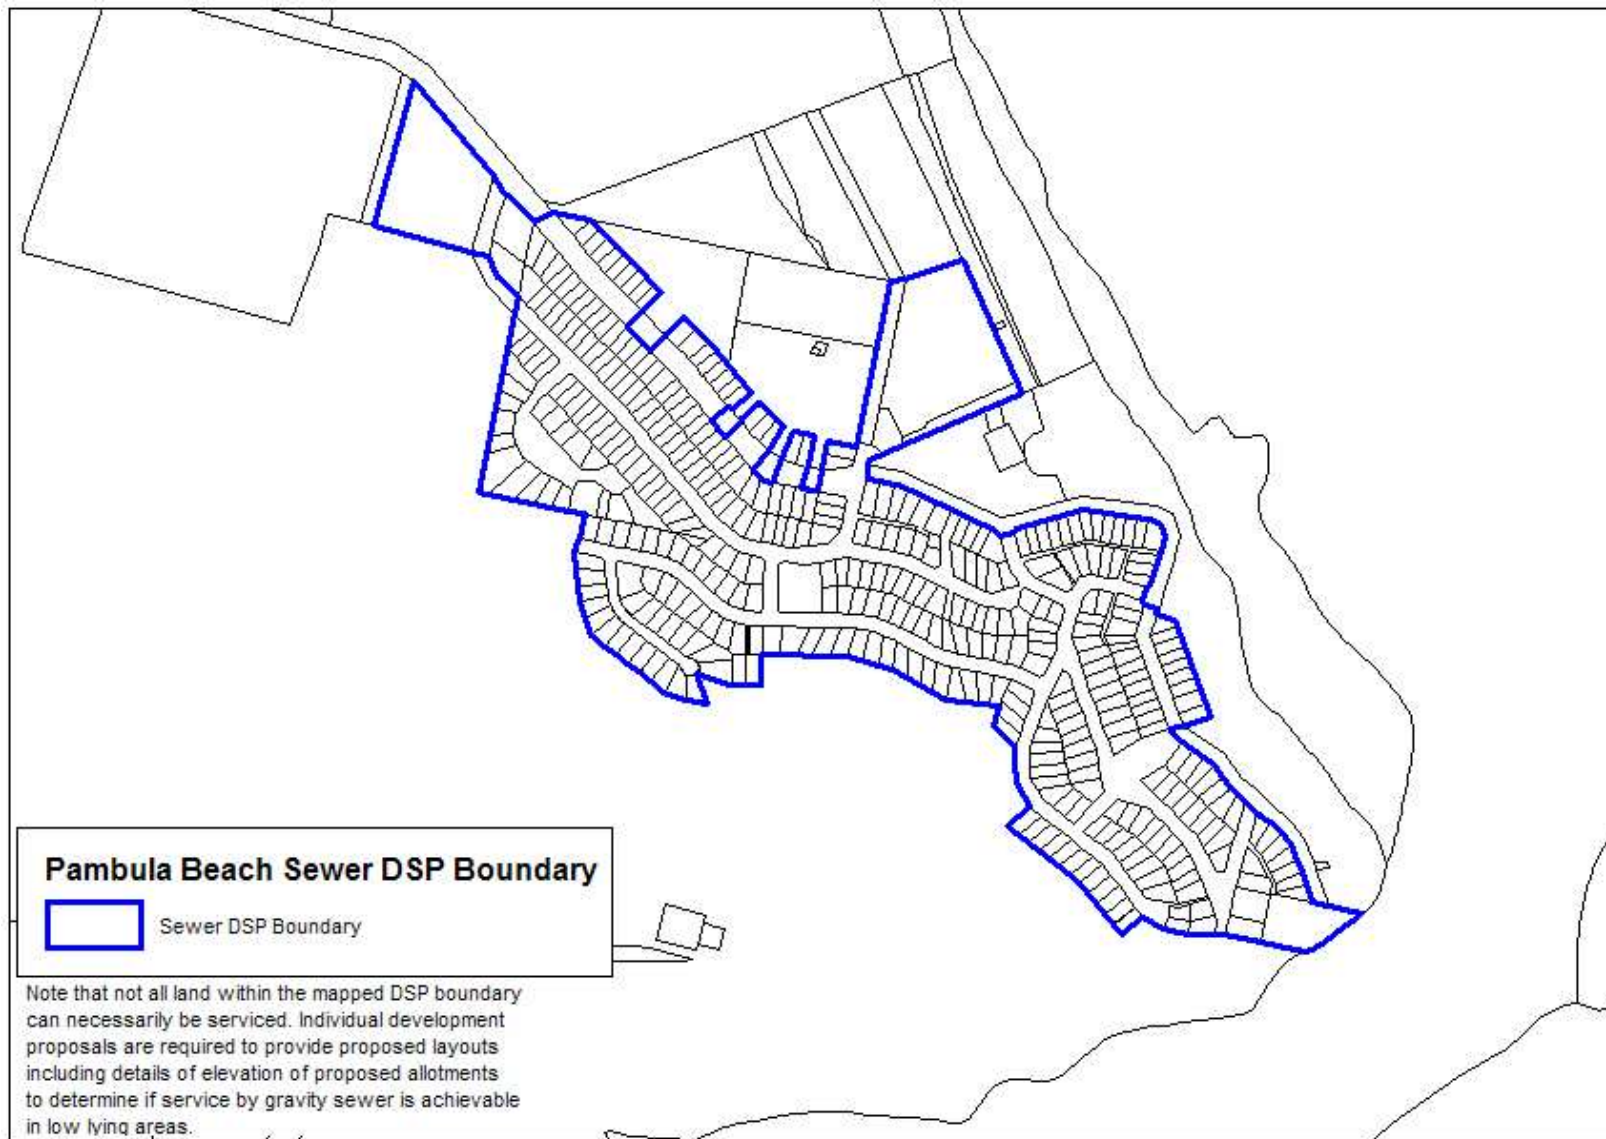 Pambula Beach Sewer DSP Boundary
Sewer DSP Boundary
Note that not all land within the mapped DSP boundary
can necessarily be serviced. Individual development
proposals are required to provide proposed layouts
including details of elevation of proposed allotments
to determine if service by gravity sewer is achievable
in low lying areas.